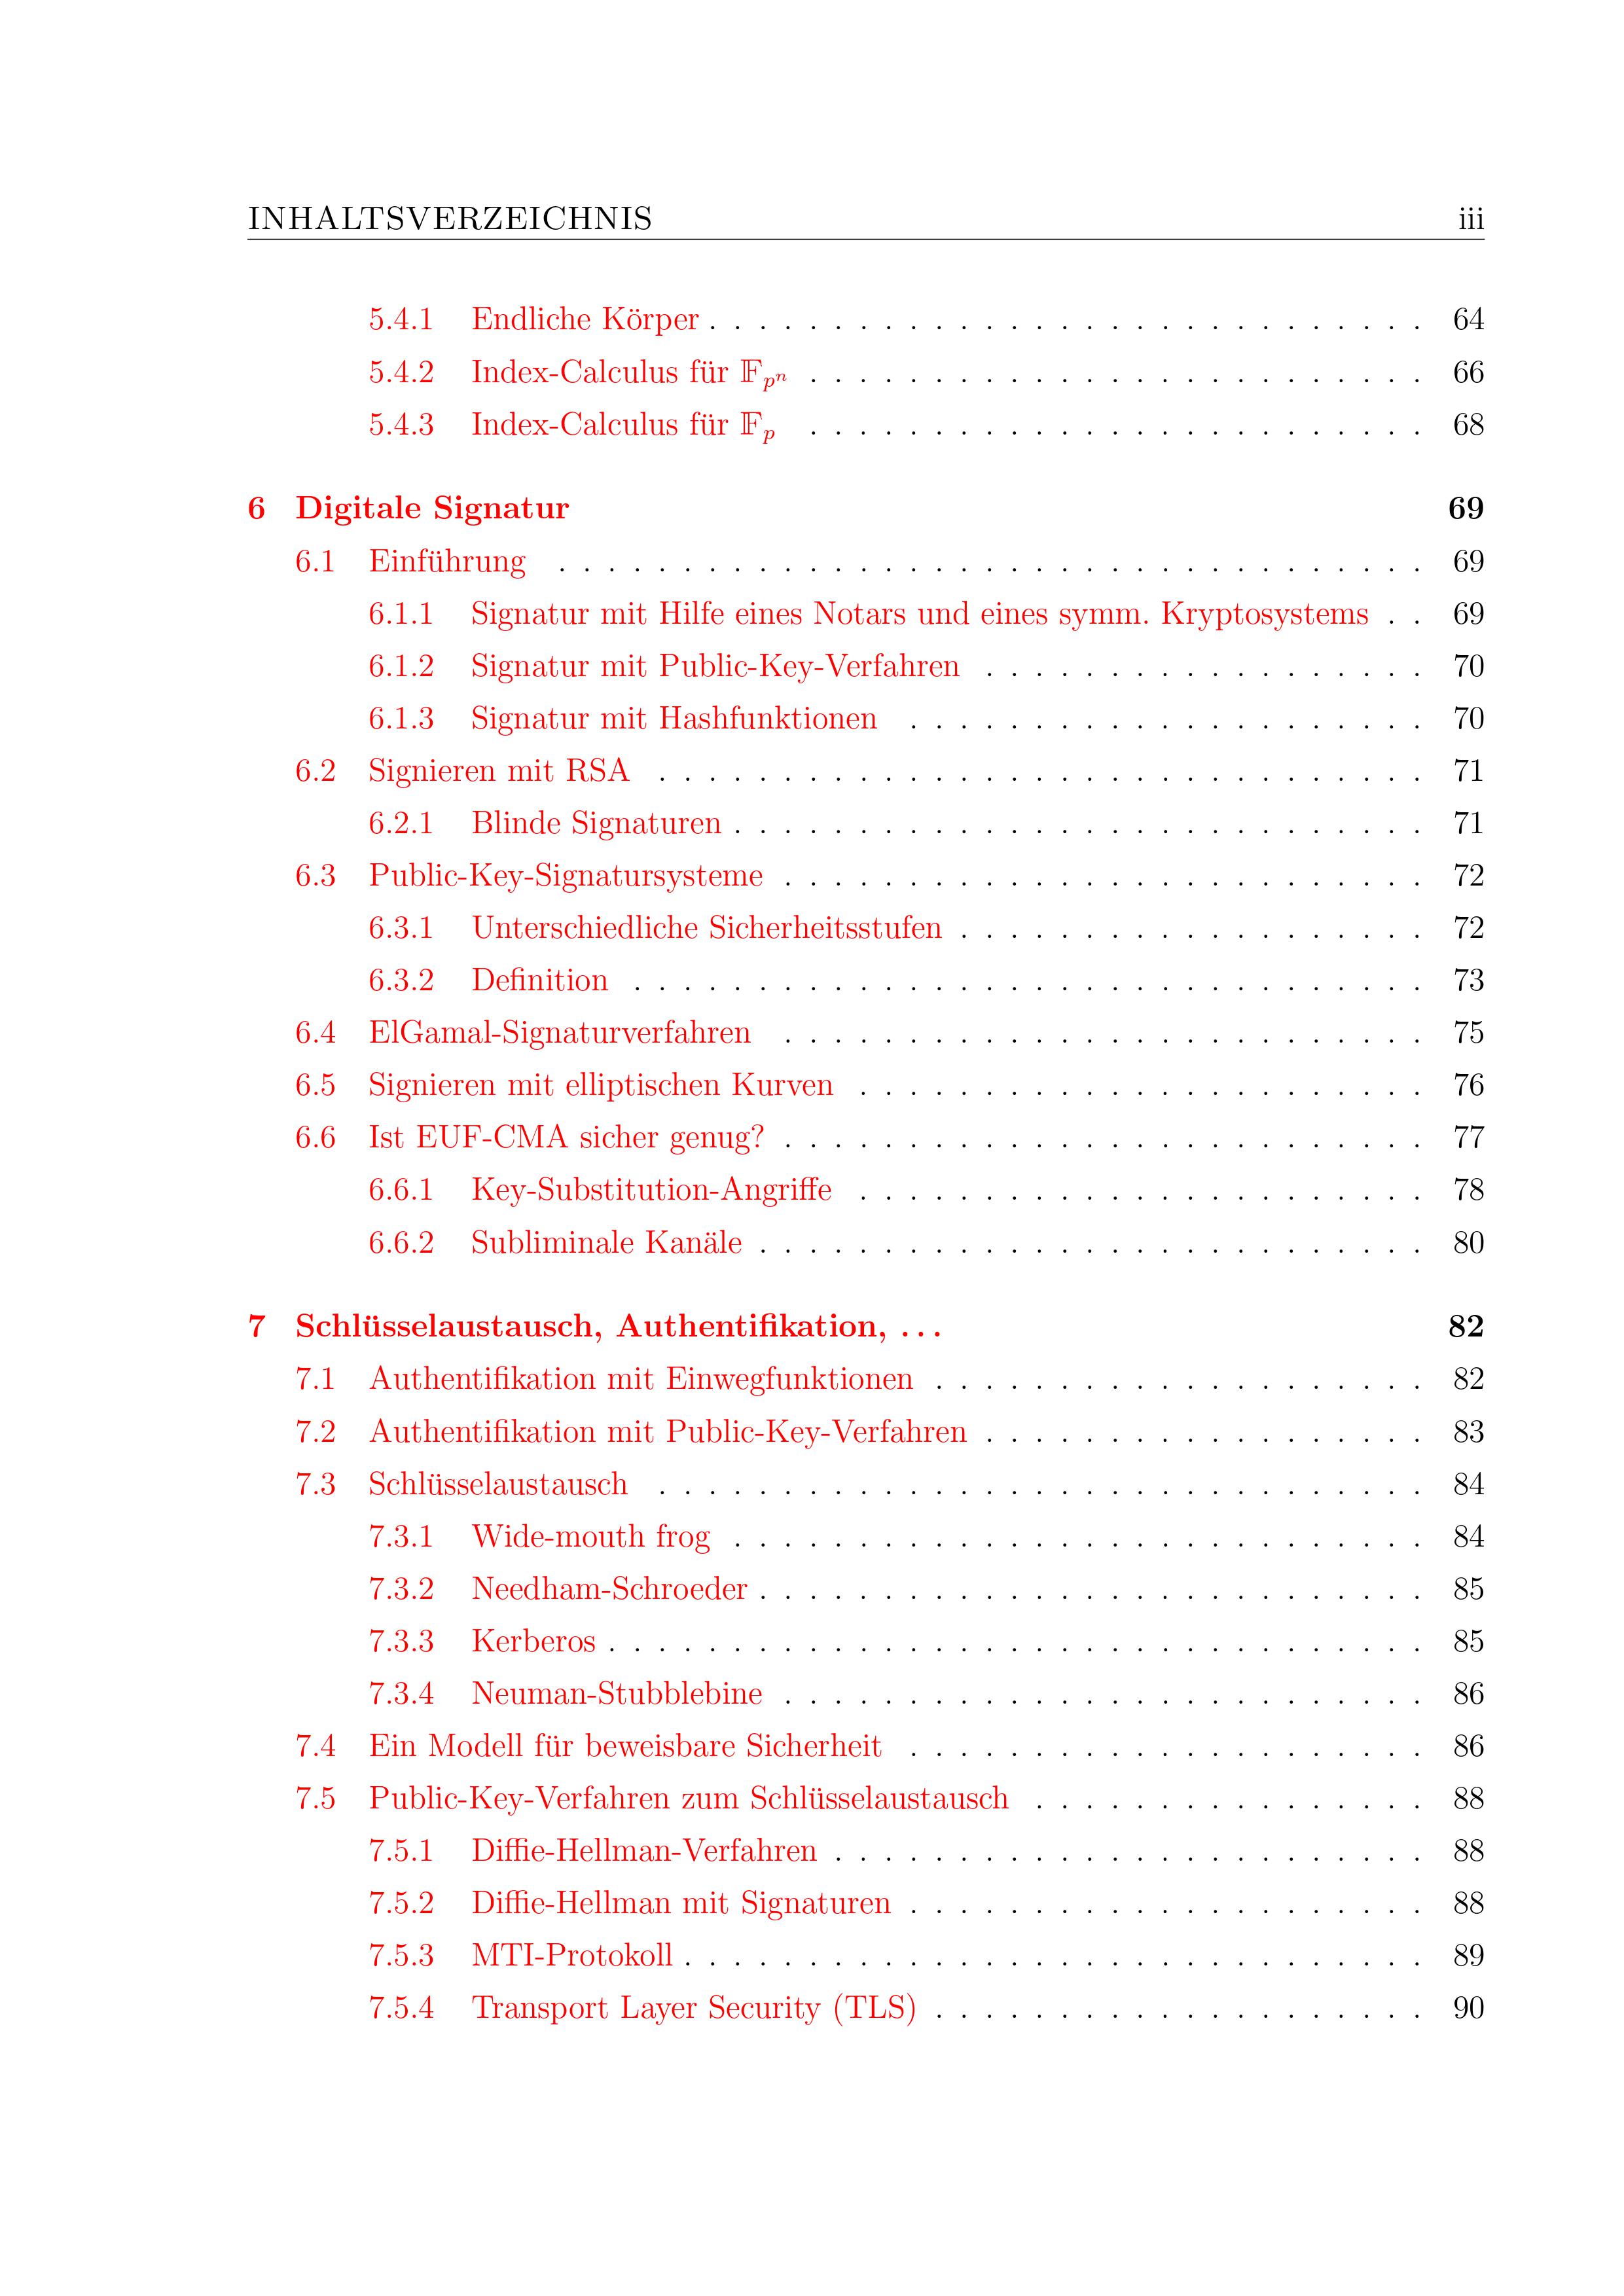 INHALTSVERZEICHNIS iii
5.4.1 Endliche Körper . . . . . . . . . . . . . . . . . . . . . . . . . . . . . 64
5.4.2 Index-Calculus für 𝔽_{p^n} . . . . . . . . . . . . . . . . . . . . . . . . . 66
5.4.3 Index-Calculus für 𝔽_p . . . . . . . . . . . . . . . . . . . . . . . . . 68
6 Digitale Signatur 69
6.1 Einführung . . . . . . . . . . . . . . . . . . . . . . . . . . . . . . . . . . . 69
6.1.1 Signatur mit Hilfe eines Notars und eines symm. Kryptosystems . . 69
6.1.2 Signatur mit Public-Key-Verfahren . . . . . . . . . . . . . . . . . . 70
6.1.3 Signatur mit Hashfunktionen . . . . . . . . . . . . . . . . . . . . . 70
6.2 Signieren mit RSA . . . . . . . . . . . . . . . . . . . . . . . . . . . . . . . 71
6.2.1 Blinde Signaturen . . . . . . . . . . . . . . . . . . . . . . . . . . . . 71
6.3 Public-Key-Signatursysteme . . . . . . . . . . . . . . . . . . . . . . . . . . 72
6.3.1 Unterschiedliche Sicherheitsstufen . . . . . . . . . . . . . . . . . . . 72
6.3.2 Definition . . . . . . . . . . . . . . . . . . . . . . . . . . . . . . . . 73
6.4 ElGamal-Signaturverfahren . . . . . . . . . . . . . . . . . . . . . . . . . . 75
6.5 Signieren mit elliptischen Kurven . . . . . . . . . . . . . . . . . . . . . . . 76
6.6 Ist EUF-CMA sicher genug? . . . . . . . . . . . . . . . . . . . . . . . . . . 77
6.6.1 Key-Substitution-Angriffe . . . . . . . . . . . . . . . . . . . . . . . 78
6.6.2 Subliminale Kanäle . . . . . . . . . . . . . . . . . . . . . . . . . . . 80
7 Schlüsselaustausch, Authentifikation, . . . 82
7.1 Authentifikation mit Einwegfunktionen . . . . . . . . . . . . . . . . . . . . 82
7.2 Authentifikation mit Public-Key-Verfahren . . . . . . . . . . . . . . . . . . 83
7.3 Schlüsselaustausch . . . . . . . . . . . . . . . . . . . . . . . . . . . . . . . 84
7.3.1 Wide-mouth frog . . . . . . . . . . . . . . . . . . . . . . . . . . . . 84
7.3.2 Needham-Schroeder . . . . . . . . . . . . . . . . . . . . . . . . . . . 85
7.3.3 Kerberos . . . . . . . . . . . . . . . . . . . . . . . . . . . . . . . . . 85
7.3.4 Neuman-Stubblebine . . . . . . . . . . . . . . . . . . . . . . . . . . 86
7.4 Ein Modell für beweisbare Sicherheit . . . . . . . . . . . . . . . . . . . . . 86
7.5 Public-Key-Verfahren zum Schlüsselaustausch . . . . . . . . . . . . . . . . 88
7.5.1 Diffie-Hellman-Verfahren . . . . . . . . . . . . . . . . . . . . . . . . 88
7.5.2 Diffie-Hellman mit Signaturen . . . . . . . . . . . . . . . . . . . . . 88
7.5.3 MTI-Protokoll . . . . . . . . . . . . . . . . . . . . . . . . . . . . . . 89
7.5.4 Transport Layer Security (TLS) . . . . . . . . . . . . . . . . . . . . 90